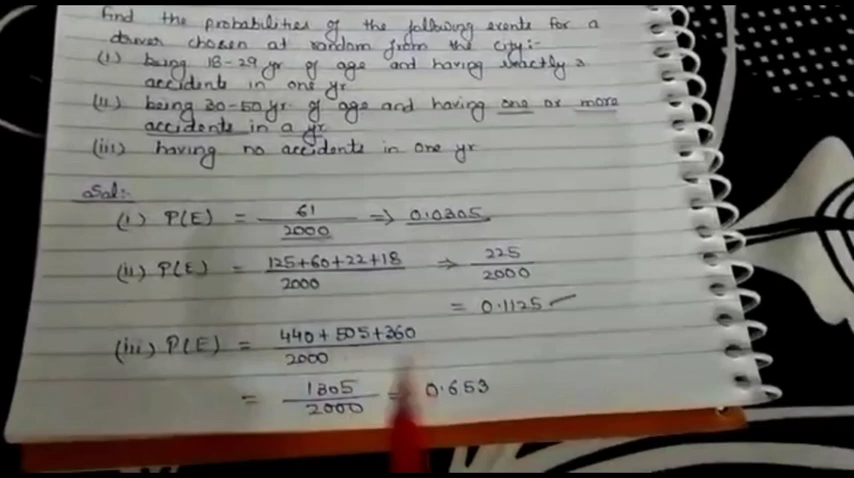 find the probabilities of the following events for a
driver chosen at random from the city:-
(i) being 18-29 yr of age and having exactly 3
accidents in one yr
(ii) being 30-50 yr of age and having one or more
accidents in a yr
(iii) having no accidents in one yr
Sol:-
(i) P(E) = 61/2000 => 0.0305
(ii) P(E) = 125+60+22+18/2000 => 225/2000
= 0.1125
(iii) P(E) = 440+505+360/2000
= 1305/2000 = 0.653